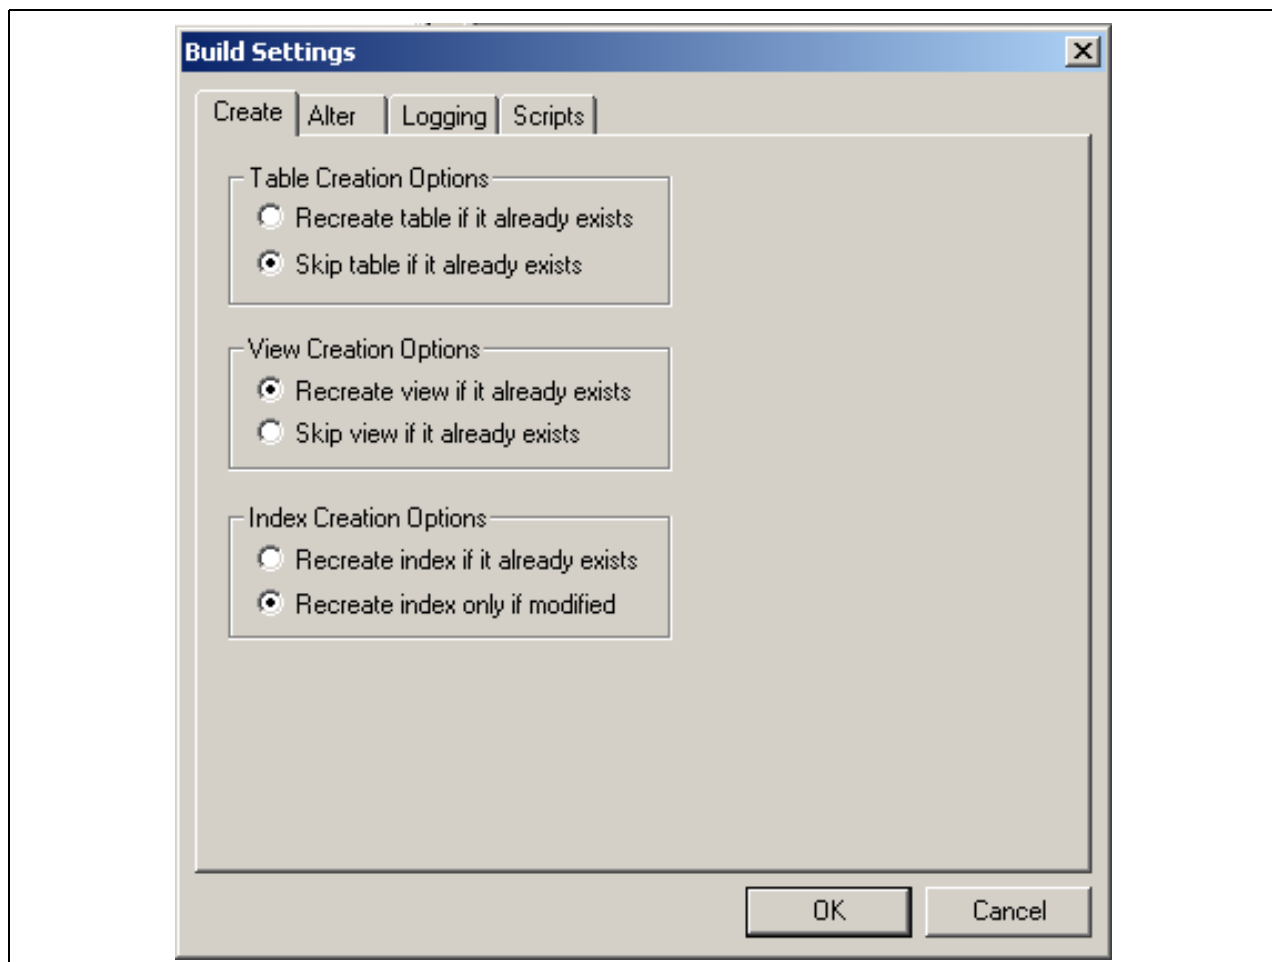 Build Settings
Create Alter Logging Scripts
Table Creation Options
Recreate table if it already exists
Skip table if it already exists
View Creation Options
Recreate view if it already exists
Skip view if it already exists
Index Creation Options
Recreate index if it already exists
Recreate index only if modified
OK Cancel